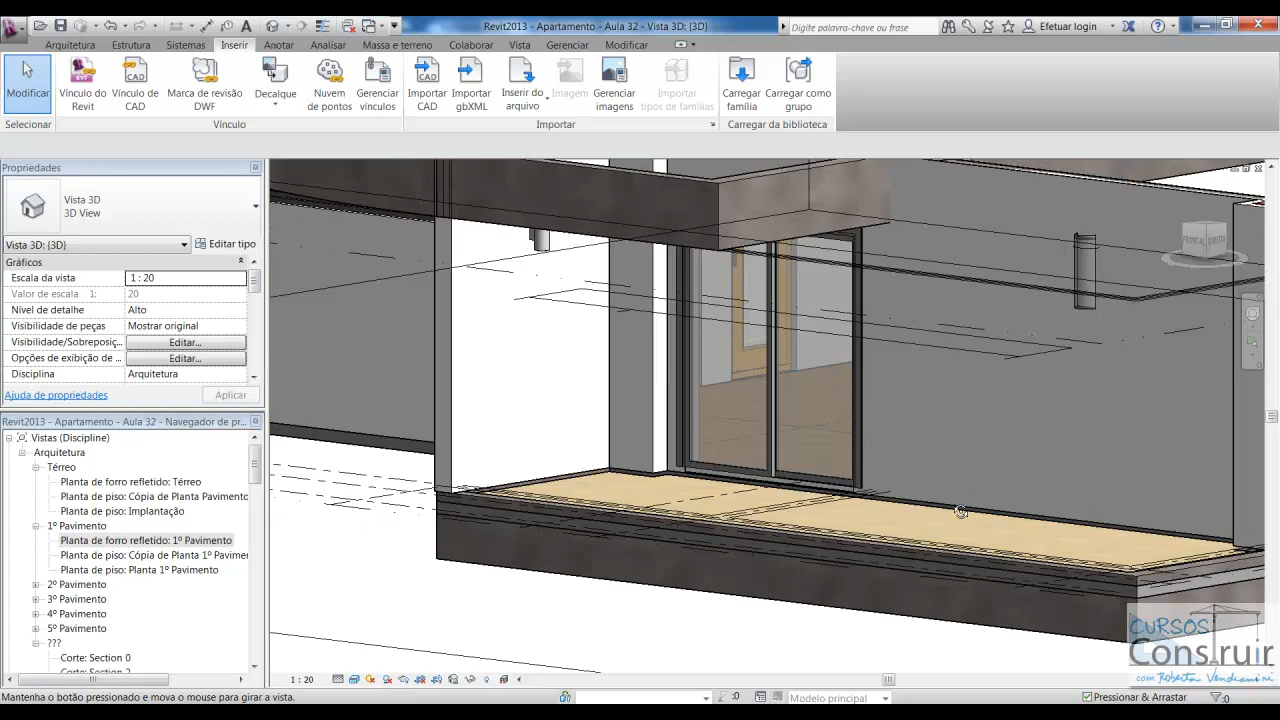 Revit2013 - Apartamento - Aula 32 - Vista 3D: {3D}
Digite palavra-chave ou frase
Efetuar login
Arquitetura Estrutura Sistemas Inserir Anotar Analisar Massa e terreno Colaborar Vista Gerenciar Modificar
Modificar
Vínculo do Revit
Vínculo de CAD
Marca de revisão DWF
Decalque
Nuvem de pontos
Gerenciar vínculos
Importar CAD
Importar gbXML
Inserir do arquivo
Imagem
Gerenciar imagens
Importar tipos de famílias
Carregar família
Carregar como grupo
Selecionar Vínculo Importar Carregar da biblioteca
Propriedades
Vista 3D
3D View
Vista 3D: {3D} Editar tipo
Gráficos
Escala da vista 1 : 20
Valor de escala 1: 20
Nível de detalhe Alto
Visibilidade de peças Mostrar original
Visibilidade/Sobreposiç... Editar...
Opções de exibição de ... Editar...
Disciplina Arquitetura
Ajuda de propriedades Aplicar
Revit2013 - Apartamento - Aula 32 - Navegador de pr...
Vistas (Discipline)
Arquitetura
Térreo
Planta de forro refletido: Térreo
Planta de piso: Cópia de Planta Pavimento
Planta de piso: Implantação
1º Pavimento
Planta de forro refletido: 1º Pavimento
Planta de piso: Cópia de Planta 1º Pavimer
Planta de piso: Planta 1º Pavimento
2º Pavimento
3º Pavimento
4º Pavimento
5º Pavimento
???
Corte: Section 0
Corte: Section 2
FRONTAL DIREITA
CURSOS
Construir
com Roberta Vendramini
1 : 20
Mantenha o botão pressionado e mova o mouse para girar a vista.
:0
Modelo principal
Pressionar & Arrastar
:0